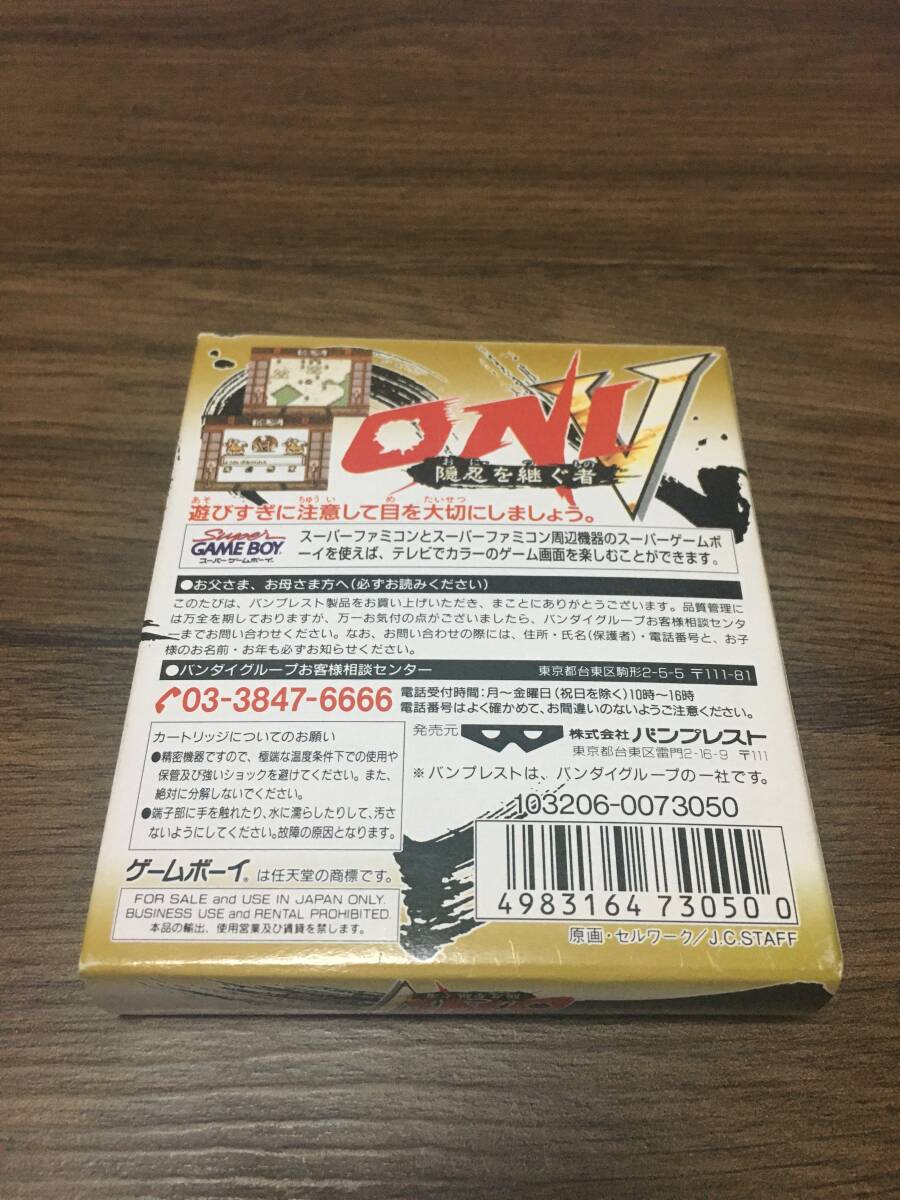 ONI V
隠忍を継ぐ者
遊びすぎに注意して目を大切にしましょう。
あそ ちゅうい め たいせつ
Super
GAME BOY
スーパーゲームボーイ
スーパーファミコンとスーパーファミコン周辺機器のスーパーゲームボ
ーイを使えば、テレビでカラーのゲーム画面を楽しむことができます。
●お父さま、お母さま方へ(必ずお読みください)
このたびは、バンプレスト製品をお買い上げいただき、まことにありがとうございます。品質管理に
は万全を期しておりますが、万一お気付の点がございましたら、バンダイグループお客様相談センタ
ーまでお問い合わせください。なお、お問い合わせの際には、住所・氏名(保護者)・電話番号と、お子
様のお名前・お年も必ずお知らせください。
●バンダイグループお客様相談センター
東京都台東区駒形2-5-5 〒111-81
03-3847-6666
電話受付時間:月〜金曜日(祝日を除く)10時〜16時
電話番号はよく確かめて、お間違いのないようご注意ください。
カートリッジについてのお願い
●精密機器ですので、極端な温度条件下での使用や
保管及び強いショックを避けてください。また、
絶対に分解しないでください。
●端子部に手を触れたり、水に濡らしたりして、汚さ
ないようにしてください。故障の原因となります。
発売元
株式会社バンプレスト
東京都台東区雷門2-16-9 〒111
※バンプレストは、バンダイグループの一社です。
103206-0073050
4983164 730500
ゲームボーイ は任天堂の商標です。
FOR SALE and USE IN JAPAN ONLY.
BUSINESS USE and RENTAL PROHIBITED.
本品の輸出、使用営業及び賃貸を禁じます。
原画・セルワーク/J.C.STAFF